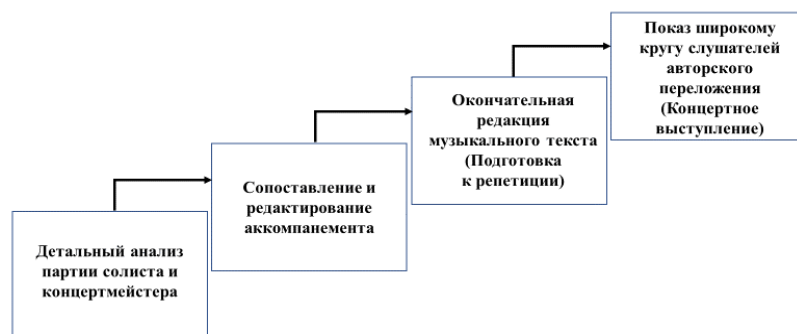 Детальный анализ
партии солиста и
концертмейстера
Сопоставление и
редактирование
аккомпанемента
Окончательная
редакция
музыкального текста
(Подготовка
к репетиции)
Показ широкому
кругу слушателей
авторского
переложения
(Концертное
выступление)